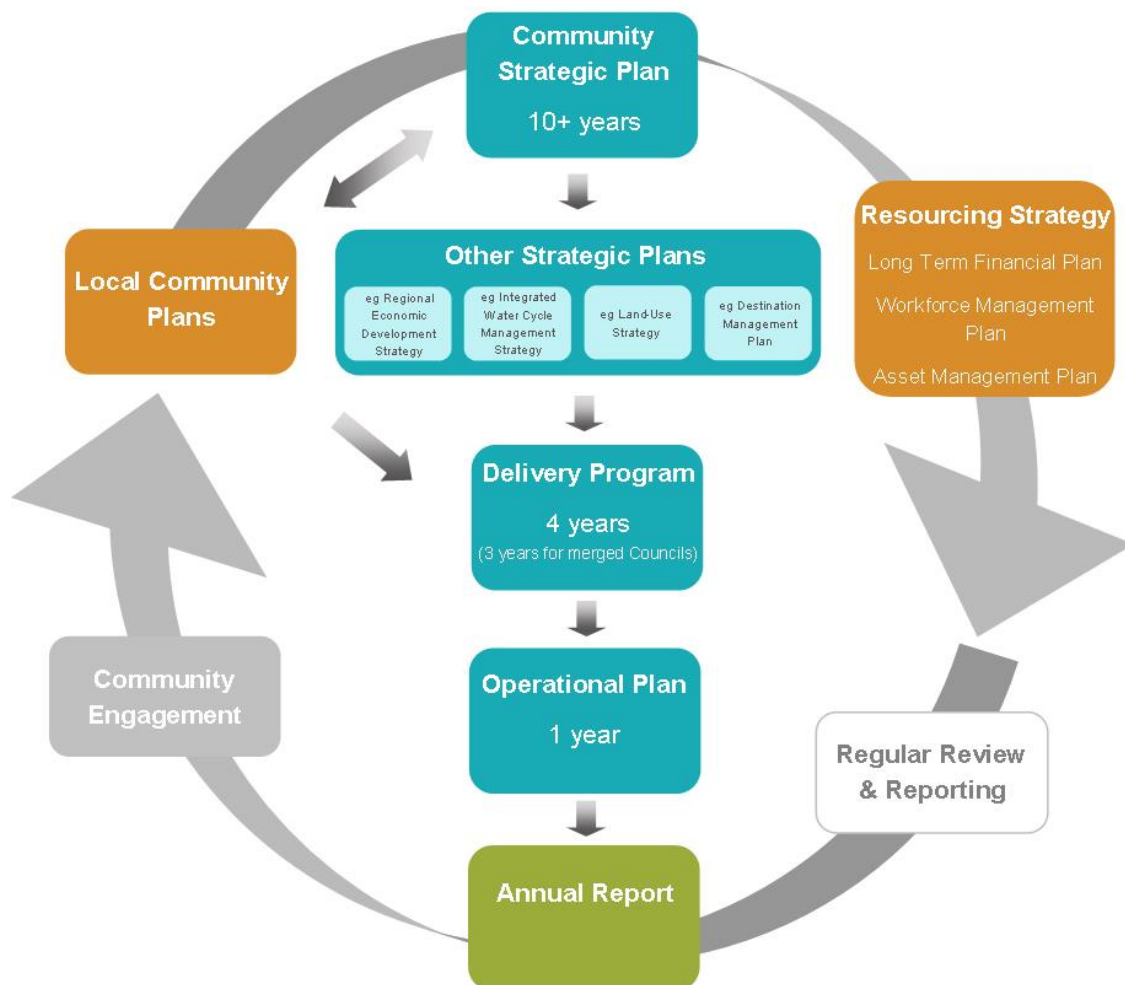 Community
Strategic Plan
10+ years
Local Community
Plans
Other Strategic Plans
eg Regional
Economic
Development
Strategy
eg Integrated
Water Cycle
Management
Strategy
eg Land-Use
Strategy
eg Destination
Management
Plan
Resourcing Strategy
Long Term Financial Plan
Workforce Management
Plan
Asset Management Plan
Delivery Program
4 years
(3 years for merged Councils)
Community
Engagement
Operational Plan
1 year
Regular Review
& Reporting
Annual Report